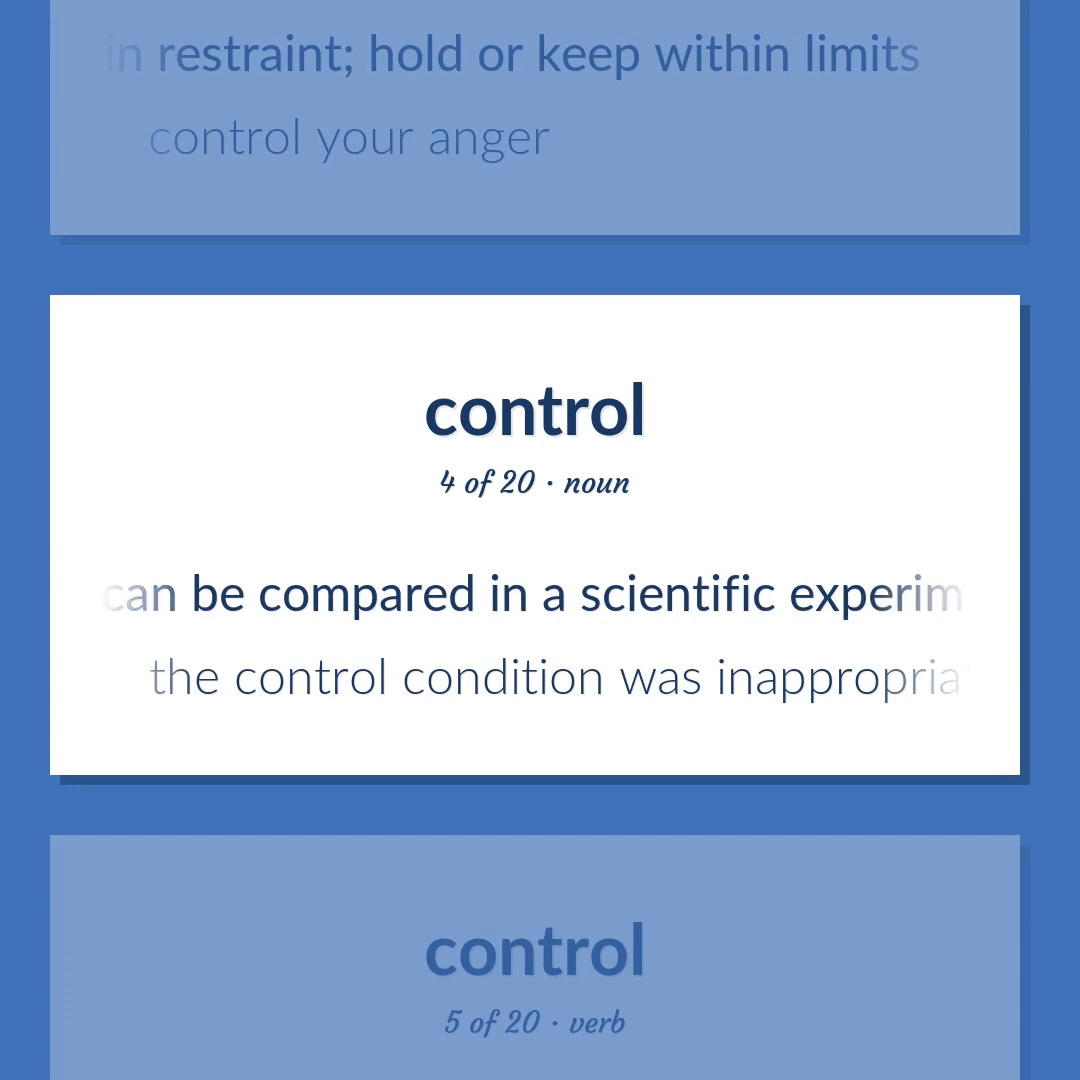 in restraint; hold or keep within limits
control your anger
control
4 of 20 · noun
can be compared in a scientific experim
the control condition was inappropria
control
5 of 20 · verb